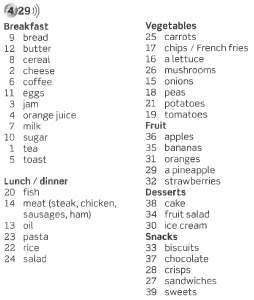 4 29
Breakfast
9 bread
12 butter
8 cereal
2 cheese
6 coffee
11 eggs
3 jam
4 orange juice
7 milk
10 sugar
1 tea
5 toast
Lunch / dinner
20 fish
14 meat (steak, chicken,
sausages, ham)
13 oil
23 pasta
22 rice
24 salad
Vegetables
25 carrots
17 chips / French fries
16 a lettuce
26 mushrooms
15 onions
18 peas
21 potatoes
19 tomatoes
Fruit
36 apples
35 bananas
31 oranges
29 a pineapple
32 strawberries
Desserts
38 cake
34 fruit salad
30 ice cream
Snacks
33 biscuits
37 chocolate
28 crisps
27 sandwiches
39 sweets